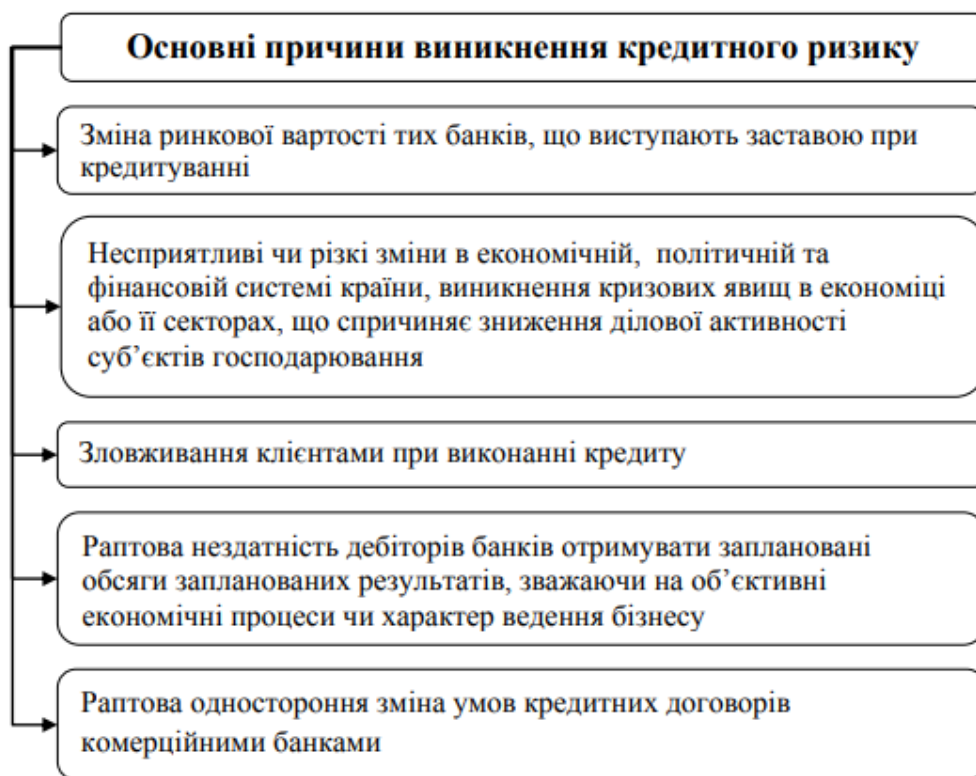 Основні причини виникнення кредитного ризику
Зміна ринкової вартості тих банків, що виступають заставою при
кредитуванні
Несприятливі чи різкі зміни в економічній, політичній та
фінансовій системі країни, виникнення кризових явищ в економіці
або її секторах, що спричиняє зниження ділової активності
суб’єктів господарювання
Зловживання клієнтами при виконанні кредиту
Раптова нездатність дебіторів банків отримувати заплановані
обсяги запланованих результатів, зважаючи на об’єктивні
економічні процеси чи характер ведення бізнесу
Раптова одностороння зміна умов кредитних договорів
комерційними банками